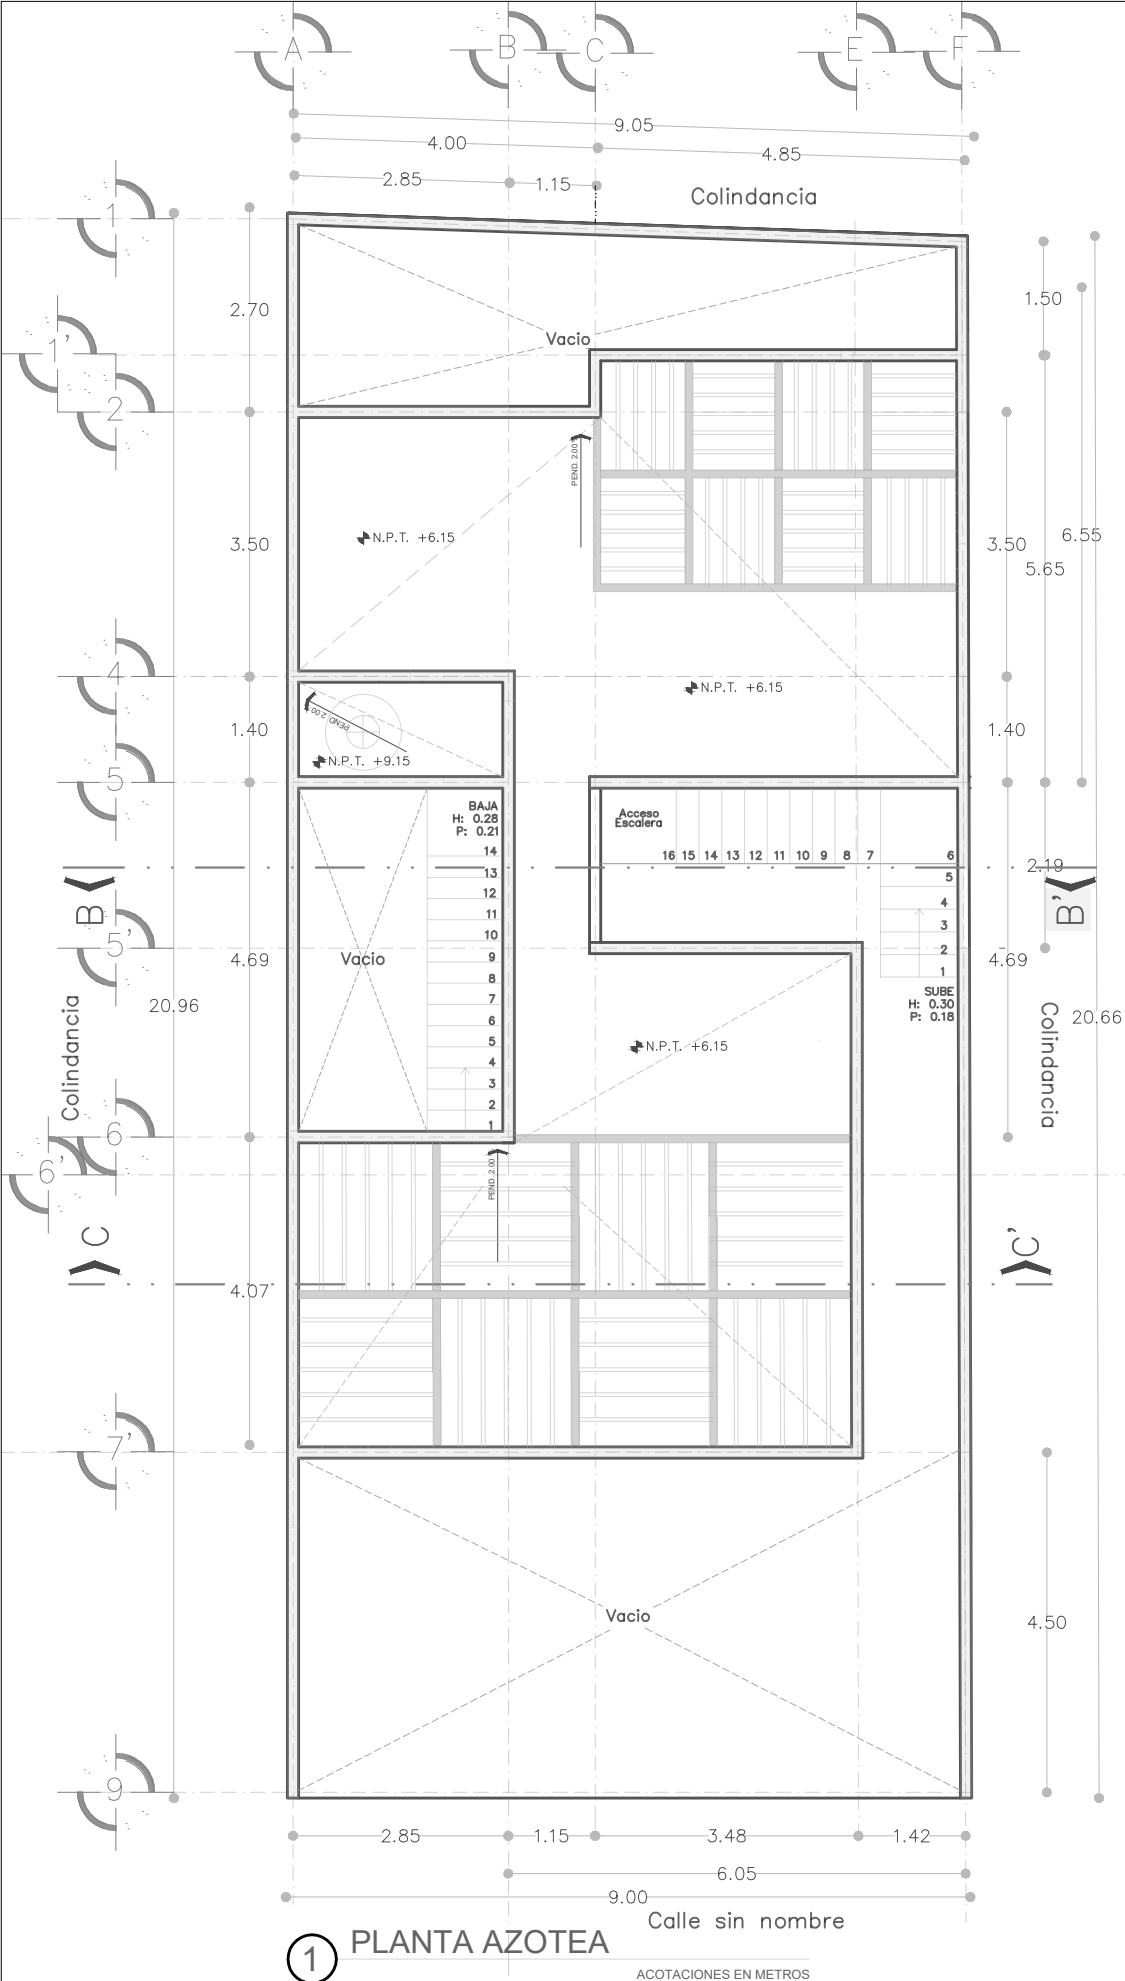 A
B
C
E
F
9.05
4.00
4.85
2.85
1.15
Colindancia
1
2.70
1.50
1'
Vacio
2
PEND. 2.00
N.P.T. +6.15
3.50
3.50
6.55
5.65
4
N.P.T. +6.15
PEND. 2.00
1.40
1.40
N.P.T. +9.15
5
BAJA
H: 0.28
P: 0.21
Acceso
Escalera
14
13
12
11
10
9
8
7
6
5
4
3
2
1
16 15 14 13 12 11 10 9 8 7 6
5
4
3
2
1
SUBE
H: 0.30
P: 0.18
2.19
B
B'
5'
4.69
Vacio
4.69
20.96
20.66
Colindancia
Colindancia
N.P.T. +6.15
6
6'
PEND. 2.00
C
C'
4.07
7'
Vacio
4.50
9
2.85
1.15
3.48
1.42
6.05
9.00
Calle sin nombre
1
PLANTA AZOTEA
ACOTACIONES EN METROS